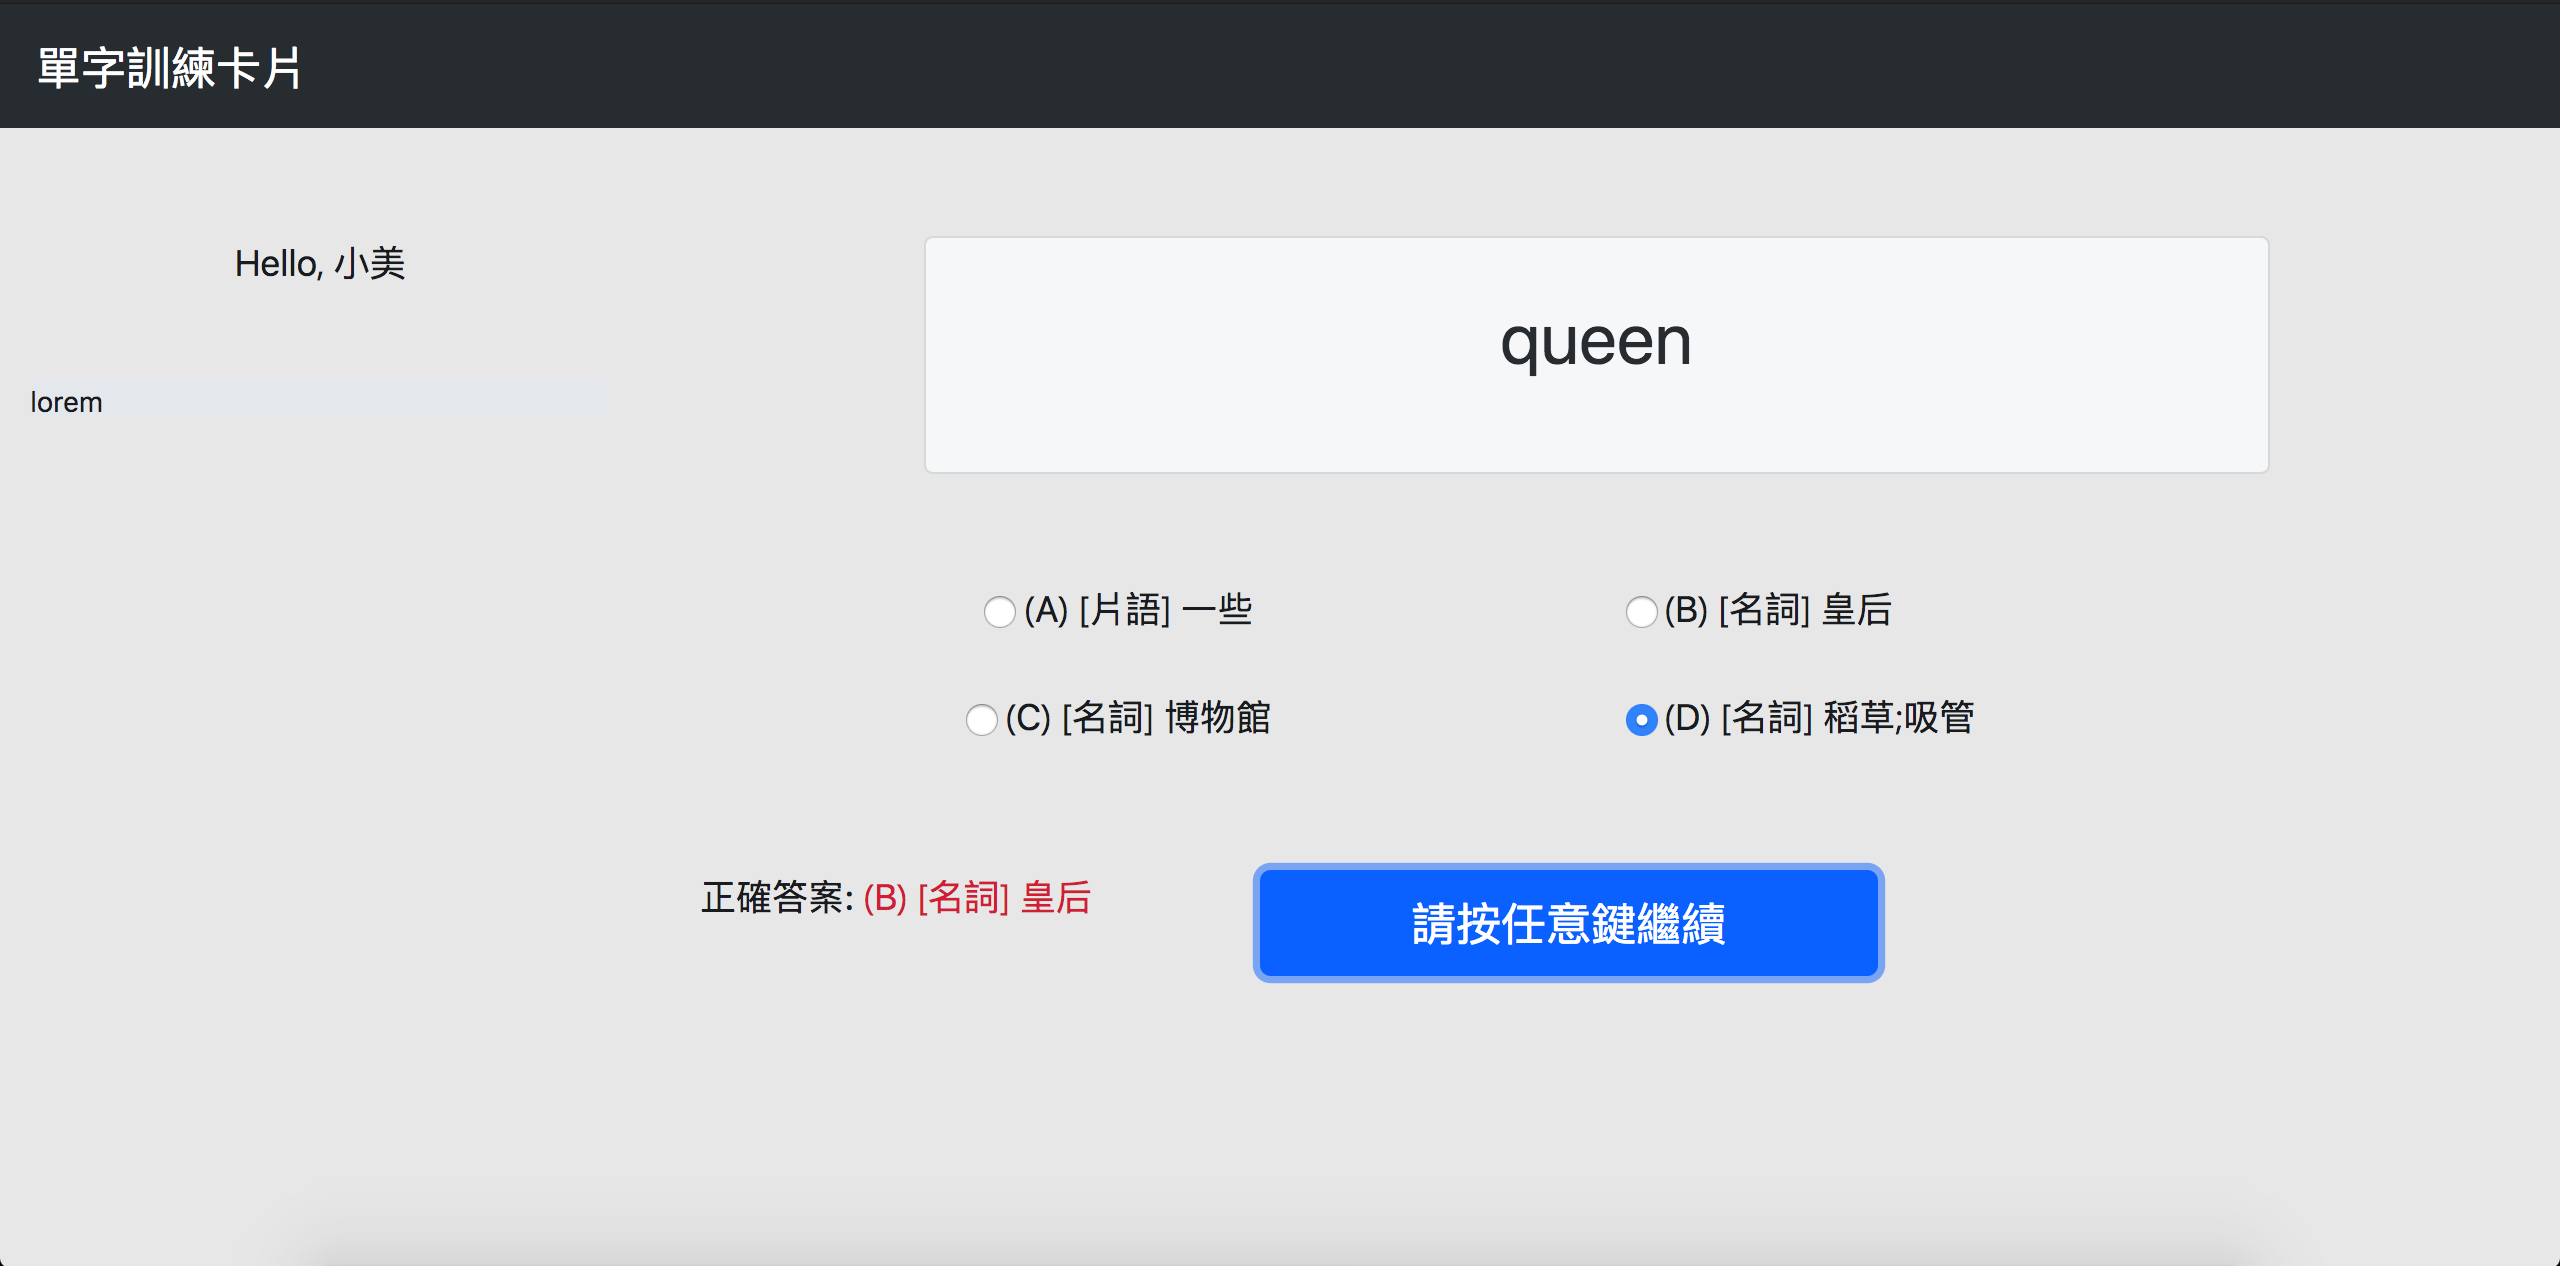 單字訓練卡片
Hello, 小美
lorem
queen
(A) [片語] 一些
(B) [名詞] 皇后
(C) [名詞] 博物館
(D) [名詞] 稻草;吸管
正確答案: (B) [名詞] 皇后
請按任意鍵繼續